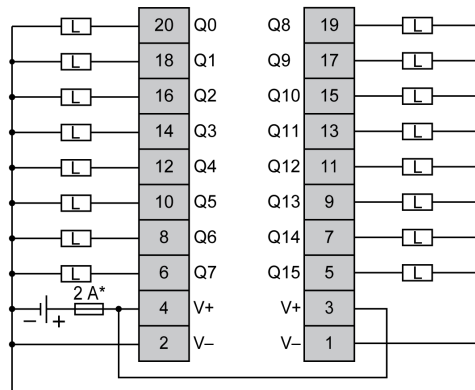 L 20 Q0 Q8 19 L
L 18 Q1 Q9 17 L
L 16 Q2 Q10 15 L
L 14 Q3 Q11 13 L
L 12 Q4 Q12 11 L
L 10 Q5 Q13 9 L
L 8 Q6 Q14 7 L
L 6 Q7 Q15 5 L
2 A*
– + 4 V+ V+ 3
2 V– V– 1